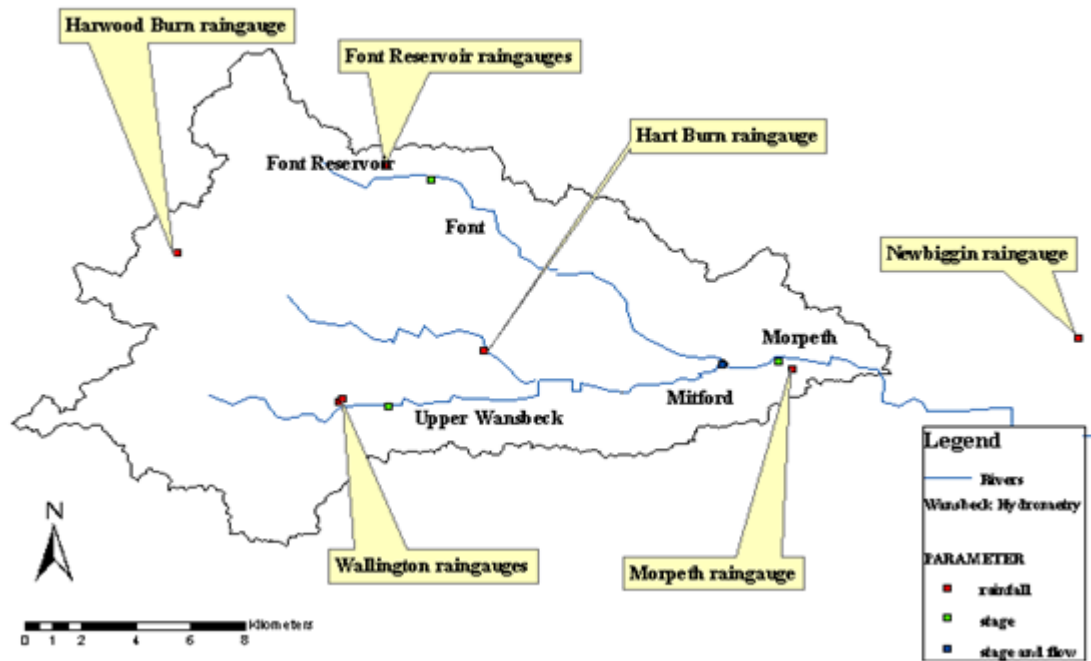 Harwood Burn raingauge
Font Reservoir raingauges
Hart Burn raingauge
Font Reservoir
Font
Newbiggin raingauge
Morpeth
Mitford
Upper Wansbeck
Wallington raingauges
Morpeth raingauge
N
kilometers
0 1 2 4 6 8
Legend
Rivers
Wansbeck Hydrometry
PARAMETER
rainfall
stage
stage and flow